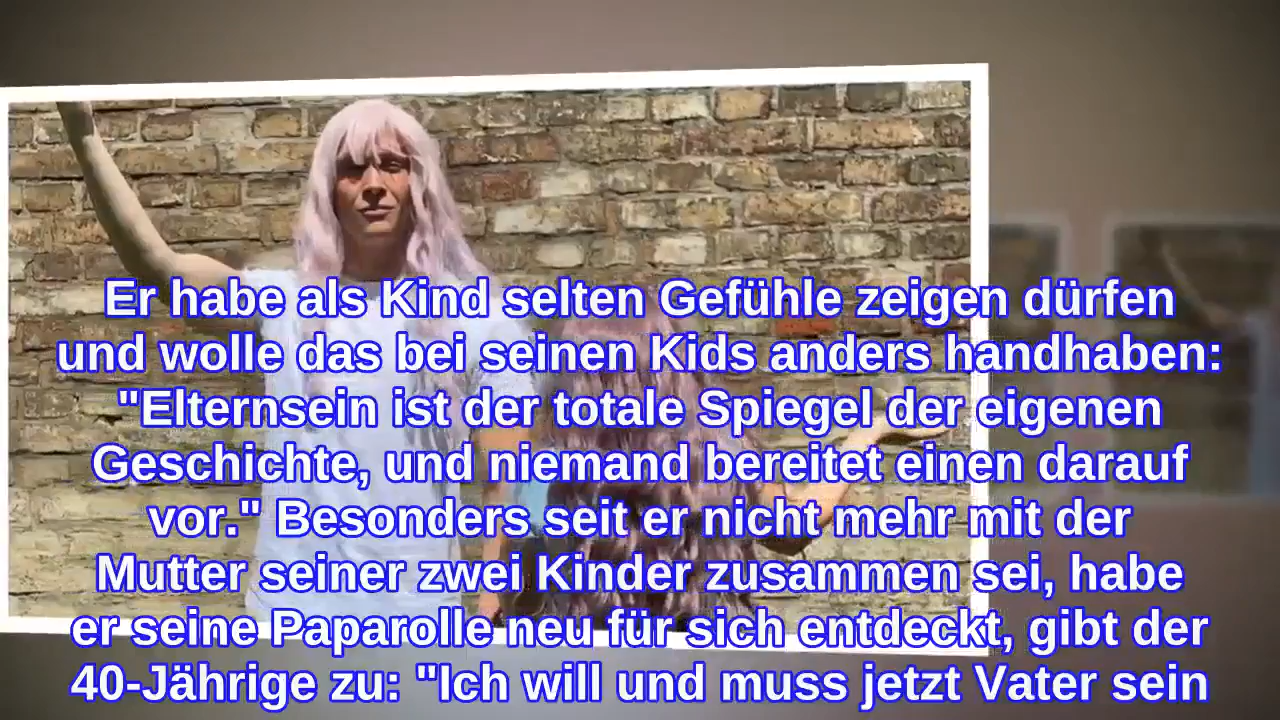 Er habe als Kind selten Gefühle zeigen dürfen
und wolle das bei seinen Kids anders handhaben:
"Elternsein ist der totale Spiegel der eigenen
Geschichte, und niemand bereitet einen darauf
vor." Besonders seit er nicht mehr mit der
Mutter seiner zwei Kinder zusammen sei, habe
er seine Paparolle neu für sich entdeckt, gibt der
40-Jährige zu: "Ich will und muss jetzt Vater sein